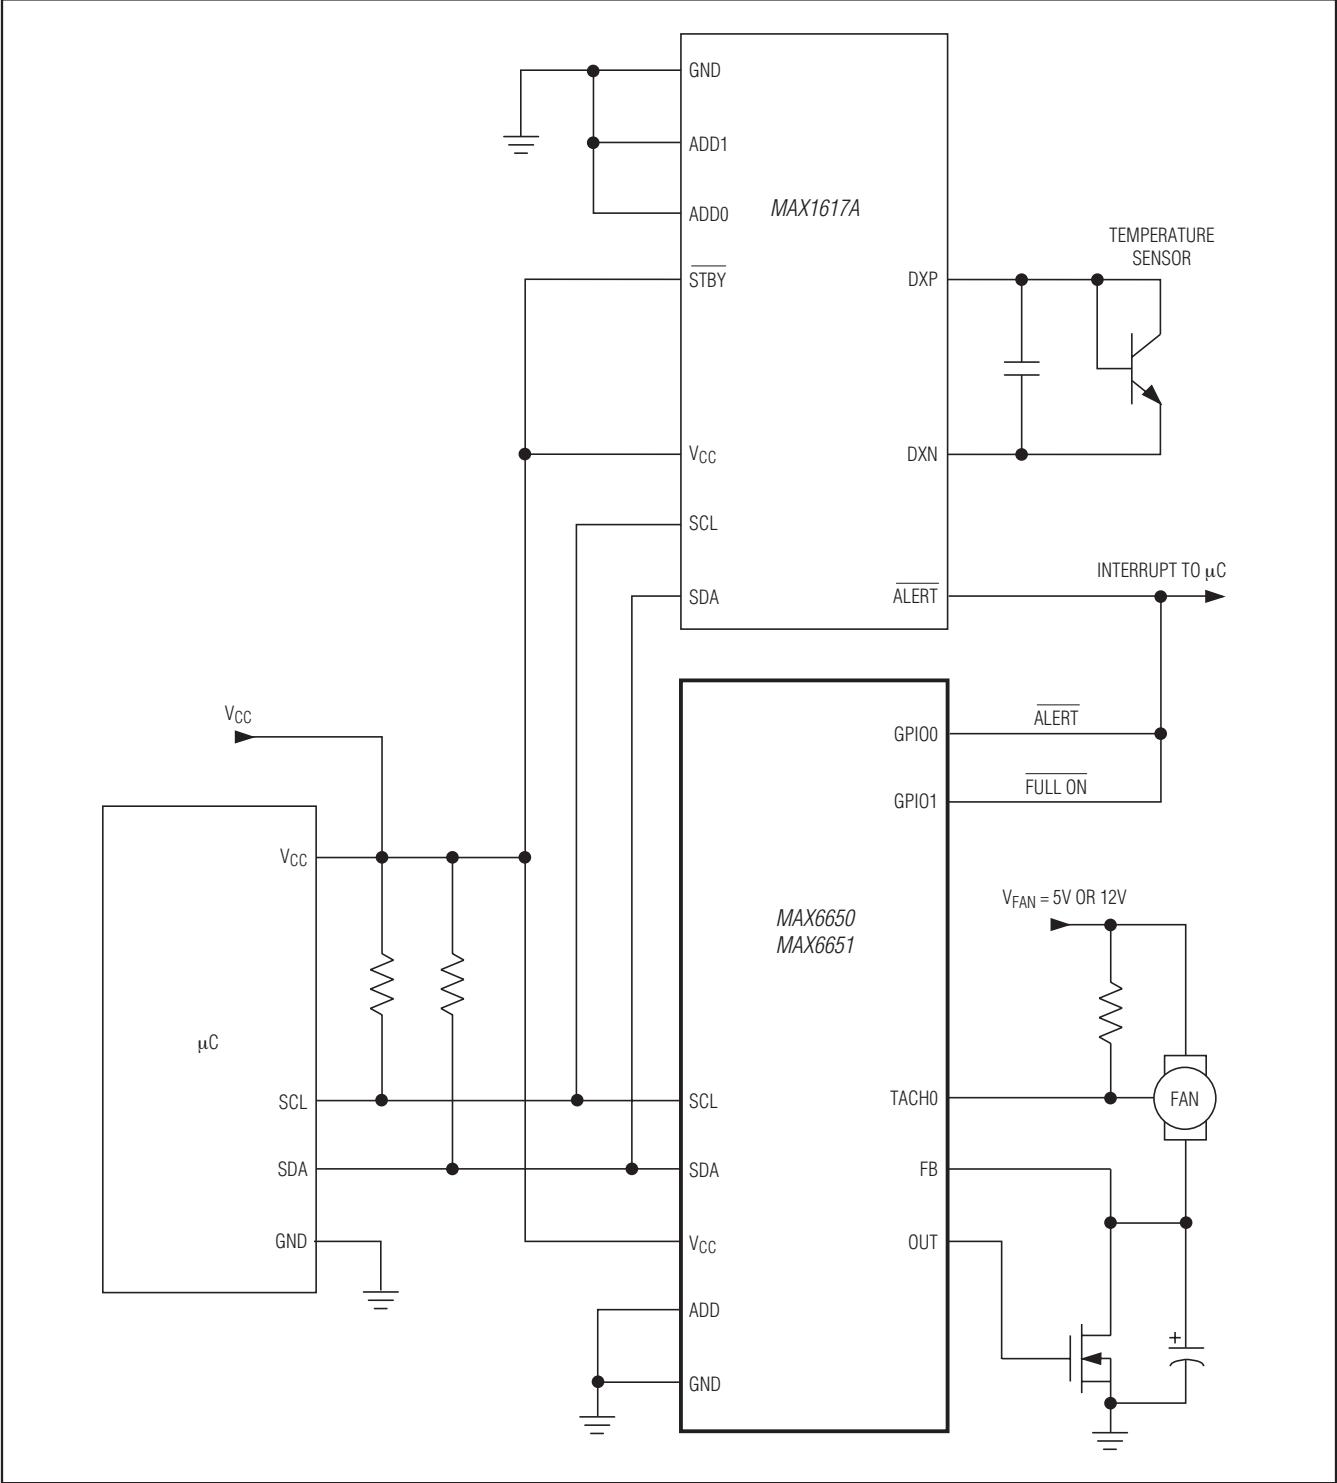 GND
ADD1
MAX1617A
ADD0
TEMPERATURE
SENSOR
STBY
DXP
VCC
DXN
SCL
INTERRUPT TO μC
SDA
ALERT
VCC
GPIO0
ALERT
GPIO1
FULL ON
VCC
VFAN = 5V OR 12V
MAX6650
MAX6651
μC
SCL
SCL
TACH0
FAN
SDA
SDA
FB
GND
VCC
OUT
ADD
+
GND